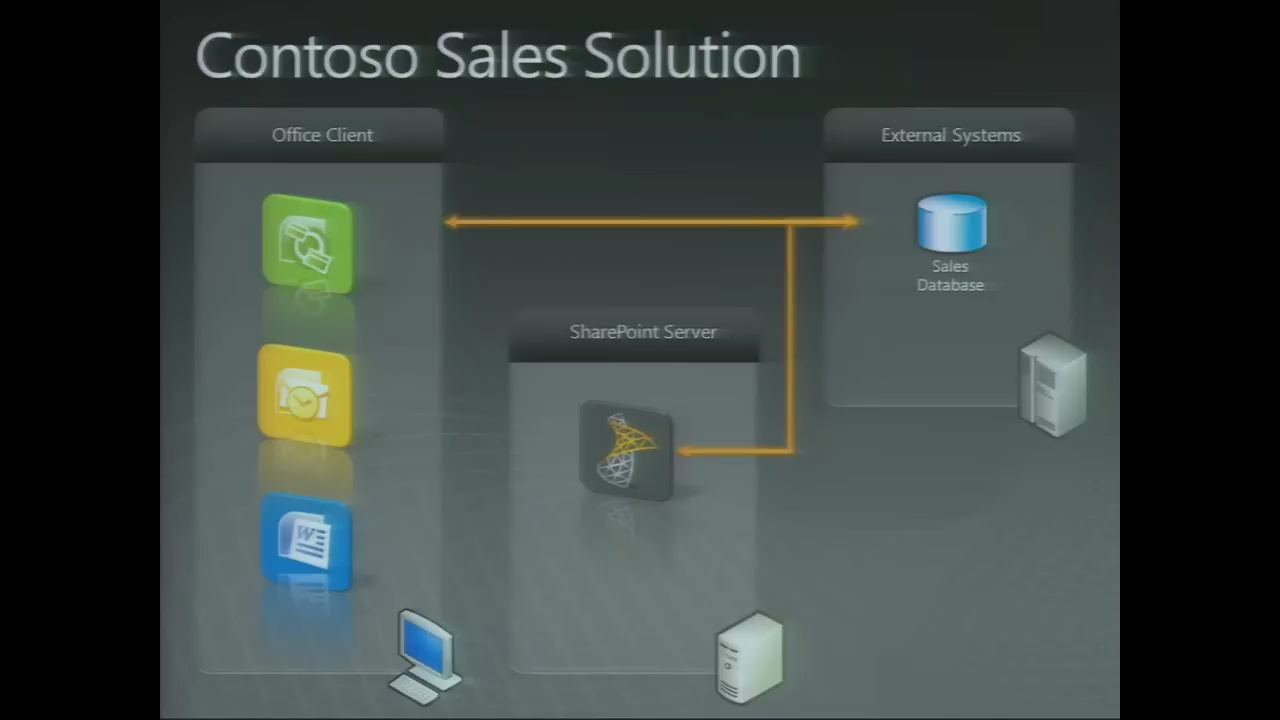 Contoso Sales Solution
Office Client
External Systems
Sales
Database
SharePoint Server
W